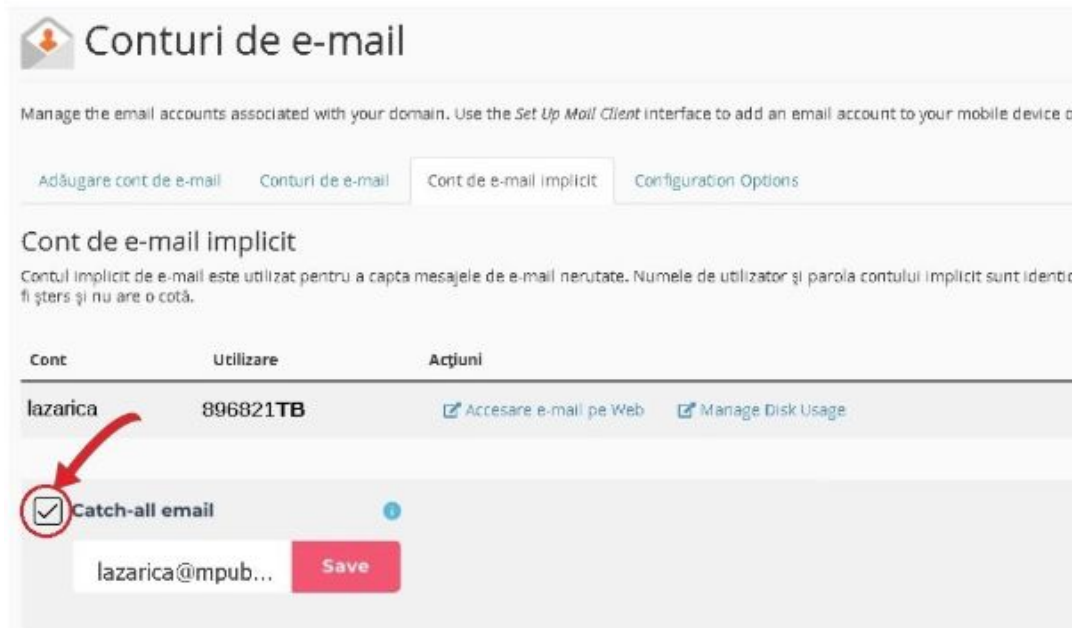 Conturi de e-mail
Manage the email accounts associated with your domain. Use the Set Up Mail Client interface to add an email account to your mobile device
Adăugare cont de e-mail Conturi de e-mail Cont de e-mail implicit Configuration Options
Cont de e-mail implicit
Contul implicit de e-mail este utilizat pentru a capta mesajele de e-mail nerutate. Numele de utilizator și parola contului implicit sunt identic
fi șters și nu are o cotă.
Cont Utilizare Acțiuni
lazarica 896821TB Accesare e-mail pe Web Manage Disk Usage
Catch-all email
lazarica@mpub... Save